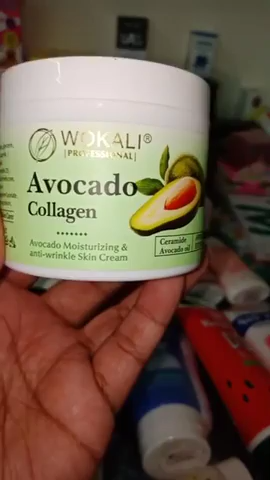 WOKALI®
PROFESSIONAL
Avocado
Collagen
Avocado Moisturizing &
anti-wrinkle Skin Cream
Ceramide
Avocado oil